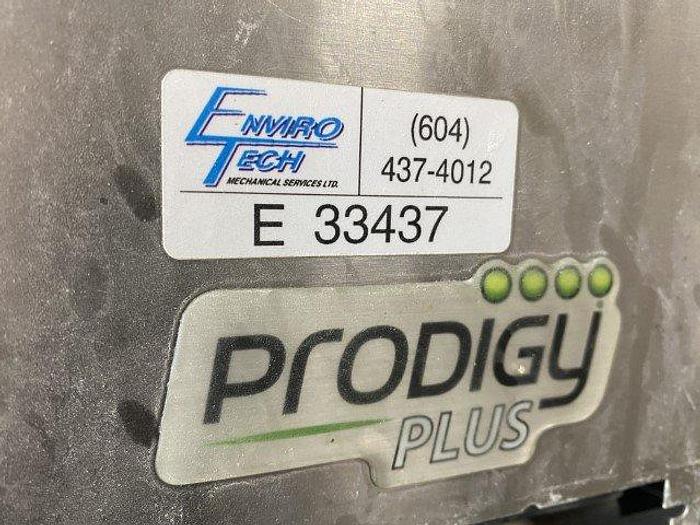 ENVIRO
TECH
MECHANICAL SERVICES LTD.
(604)
437-4012
E 33437
PRODIGY
PLUS